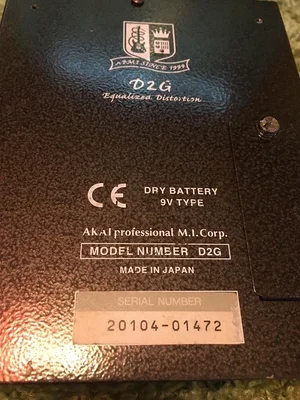 APMI SINCE 1999
D2G
Equalized Distortion
CE
DRY BATTERY
9V TYPE
AKAI professional M.I. Corp.
MODEL NUMBER D2G
MADE IN JAPAN
SERIAL NUMBER
20104-01472